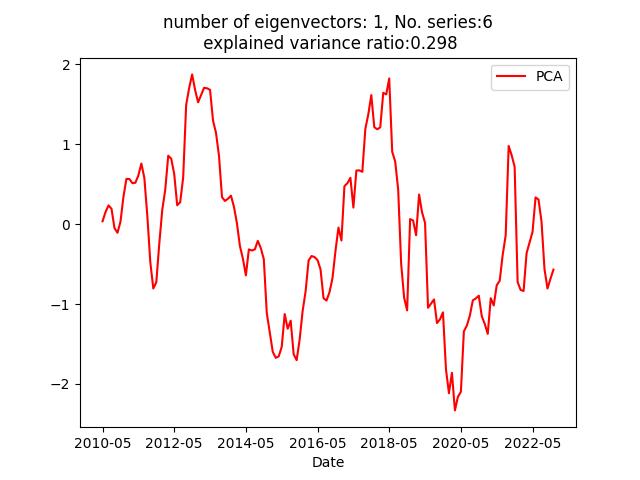 number of eigenvectors: 1, No. series:6
explained variance ratio:0.298
PCA
2
1
0
−1
−2
2010-05 2012-05 2014-05 2016-05 2018-05 2020-05 2022-05
Date